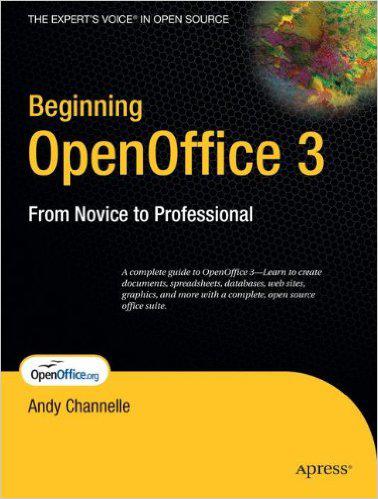 THE EXPERT'S VOICE® IN OPEN SOURCE
Beginning
OpenOffice 3
From Novice to Professional
A complete guide to OpenOffice 3—Learn to create
documents, spreadsheets, databases, web sites,
graphics, and more with a complete, open source
office suite.
OpenOffice.org
Andy Channelle
Apress®